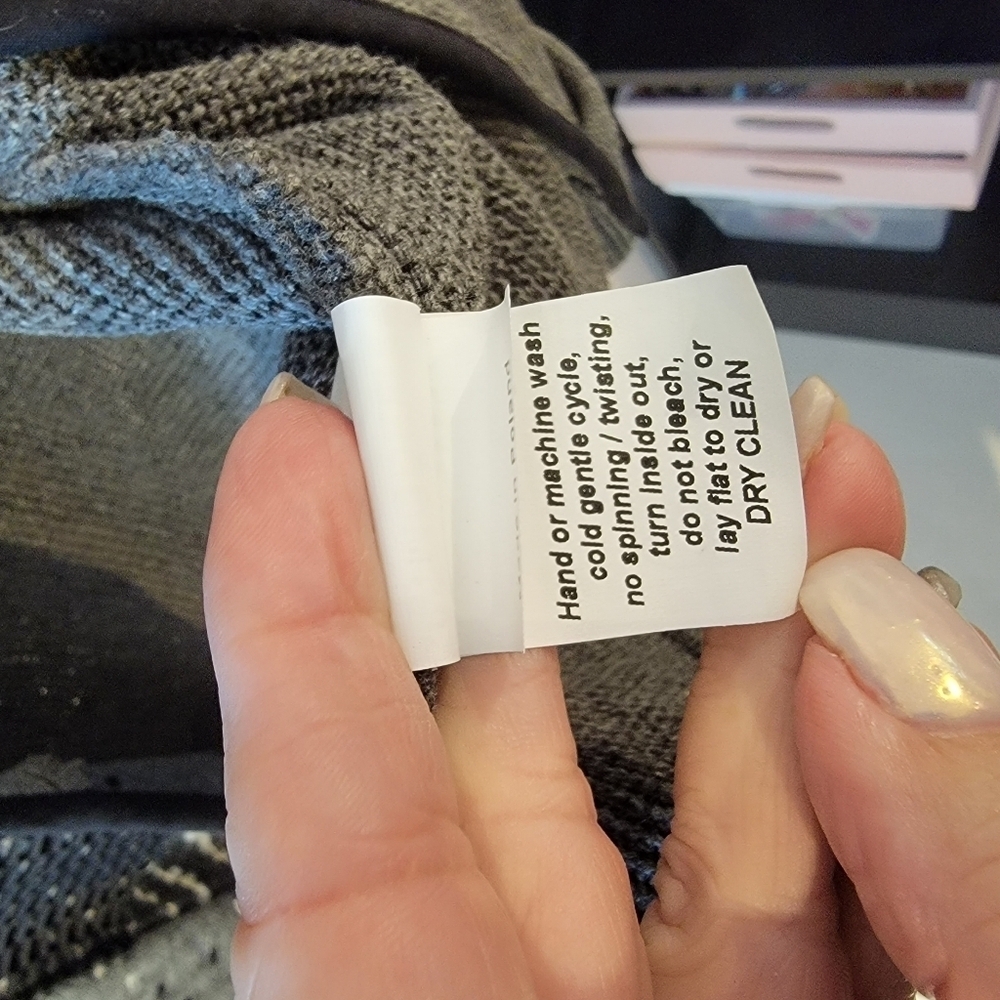 Hand or machine wash
cold gentle cycle,
no spinning / twisting,
turn inside out,
do not bleach,
lay flat to dry or
DRY CLEAN